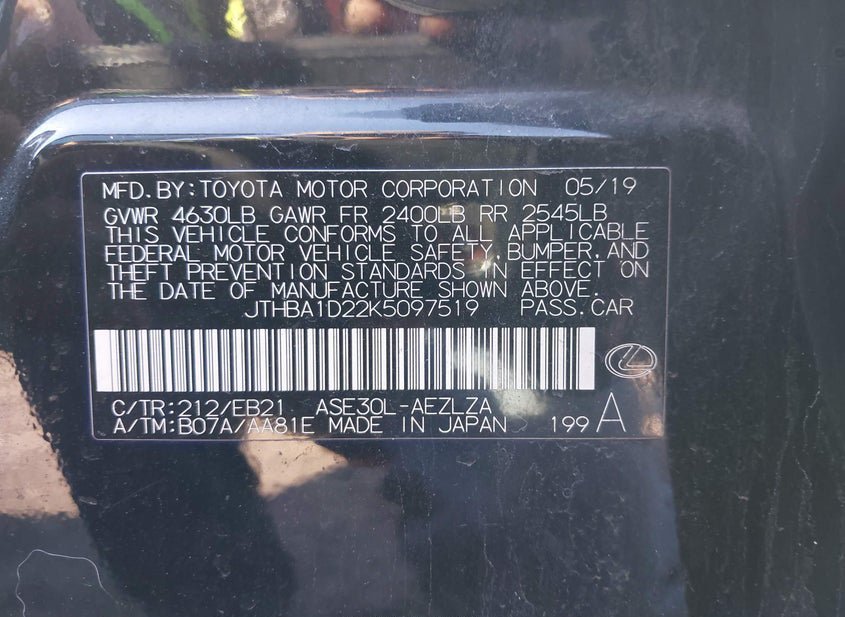 MFD.BY:TOYOTA MOTOR CORPORATION 05/19
GVWR 4630LB GAWR FR 2400LB RR 2545LB
THIS VEHICLE CONFORMS TO ALL APPLICABLE
FEDERAL MOTOR VEHICLE SAFETY,BUMPER,AND
THEFT PREVENTION STANDARDS IN EFFECT ON
THE DATE OF MANUFACTURE SHOWN ABOVE.
JTHBA1D22K5097519 PASS.CAR
C/TR:212/EB21 ASE30L-AEZLZA
A/TM:B07A/AA81E MADE IN JAPAN 199 A